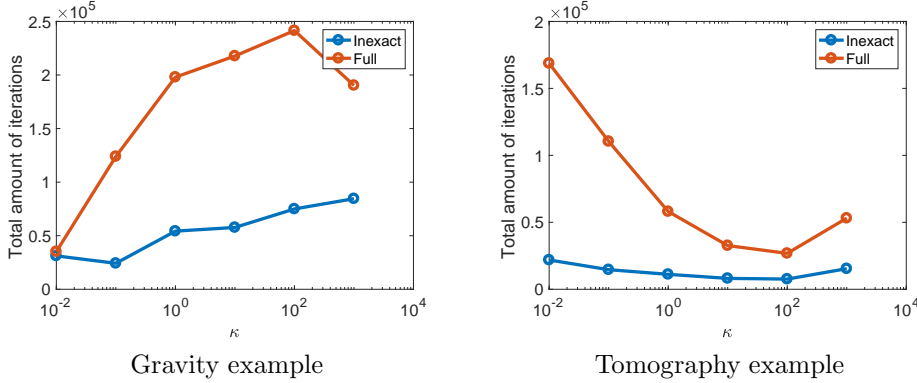 ×10^5
2.5
2
1.5
1
0.5
0
Total amount of iterations
10^-2
10^0
10^2
10^4
κ
Inexact
Full
Gravity example
×10^5
2
1.5
1
0.5
0
Total amount of iterations
10^-2
10^0
10^2
10^4
κ
Inexact
Full
Tomography example